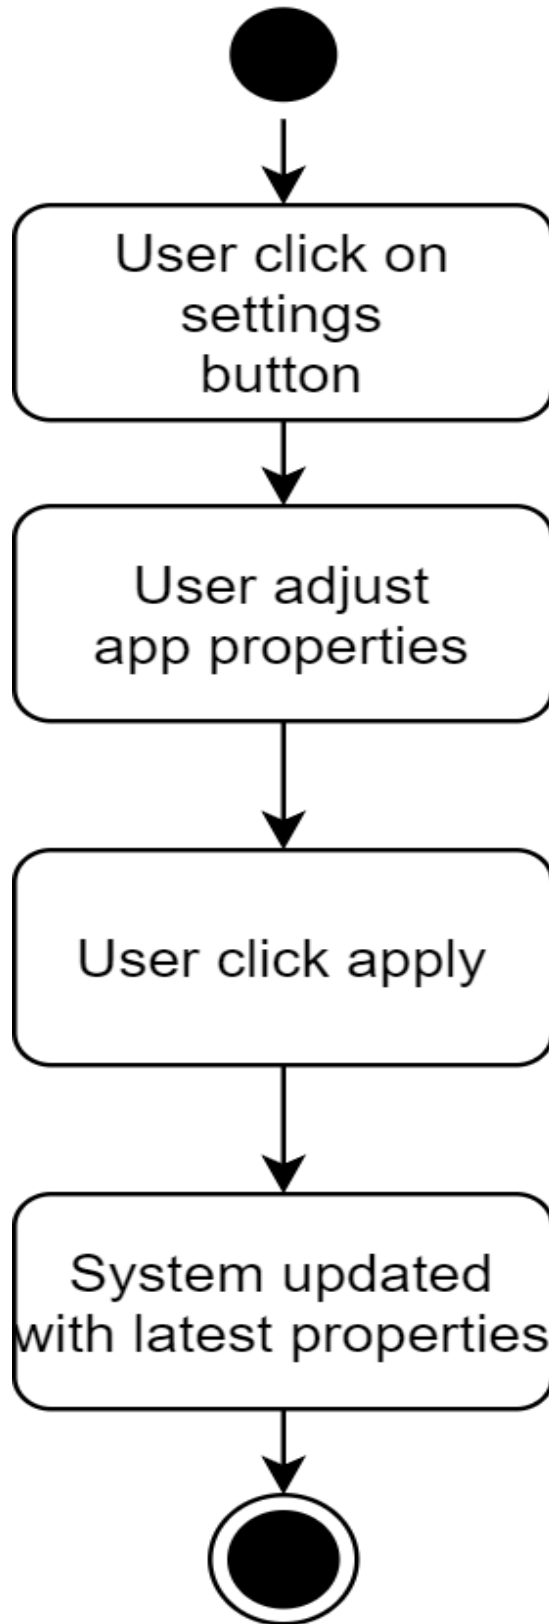 User click on
settings
button
User adjust
app properties
User click apply
System updated
with latest properties